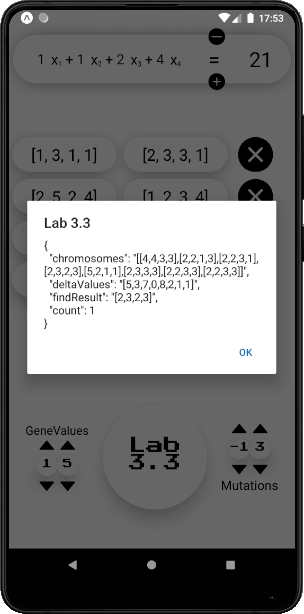 17:53
1 x₁ + 1 x₂ + 2 x₃ + 4 x₄ = 21
[1, 3, 1, 1] [2, 3, 3, 1]
[2, 5, 2, 4] [1, 2, 3, 4]
Lab 3.3
{
"chromosomes": "[[4,4,3,3],[2,2,1,3],[2,2,3,1],
[2,3,2,3],[5,2,1,1],[2,3,3,3],[2,2,3,3],[2,2,3,3]]",
"deltaValues": "[5,3,7,0,8,2,1,1]",
"findResult": "[2,3,2,3]",
"count": 1
}
OK
GeneValues
1 5
Lab
3.3
-1 3
Mutations